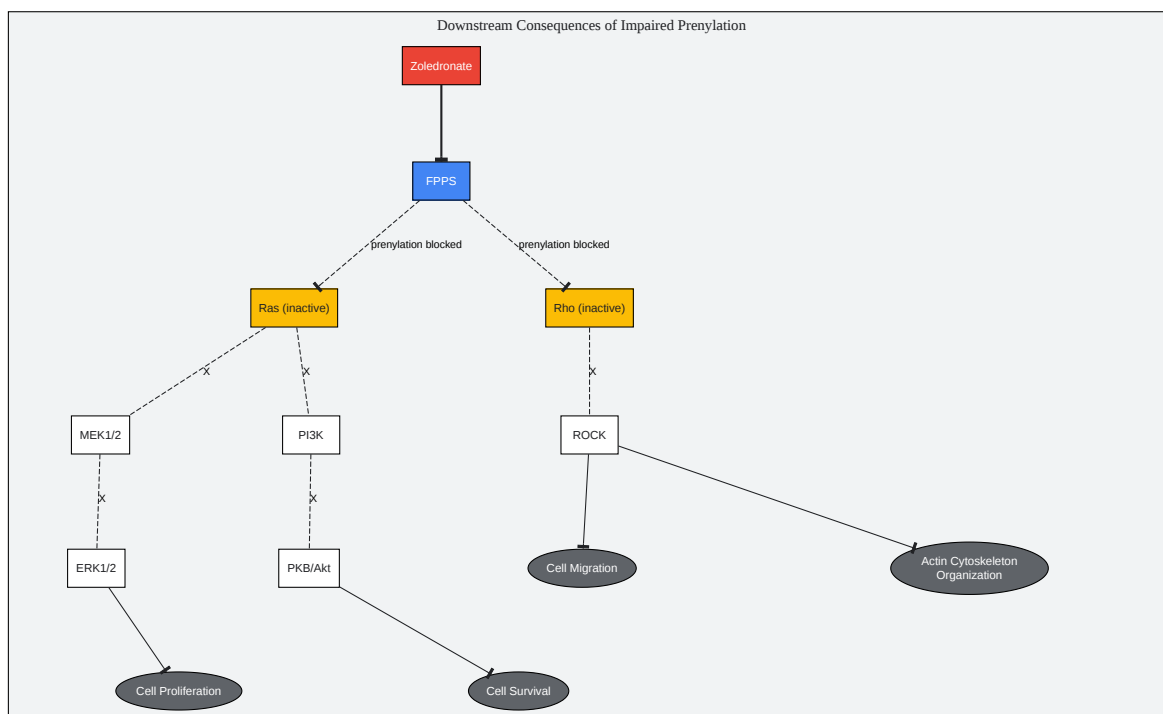 Downstream Consequences of Impaired Prenylation
Zoledronate
FPPS
prenylation blocked
prenylation blocked
Ras (inactive)
Rho (inactive)
X
X
X
MEK1/2
PI3K
ROCK
X
X
ERK1/2
PKB/Akt
Cell Migration
Actin Cytoskeleton
Organization
Cell Proliferation
Cell Survival